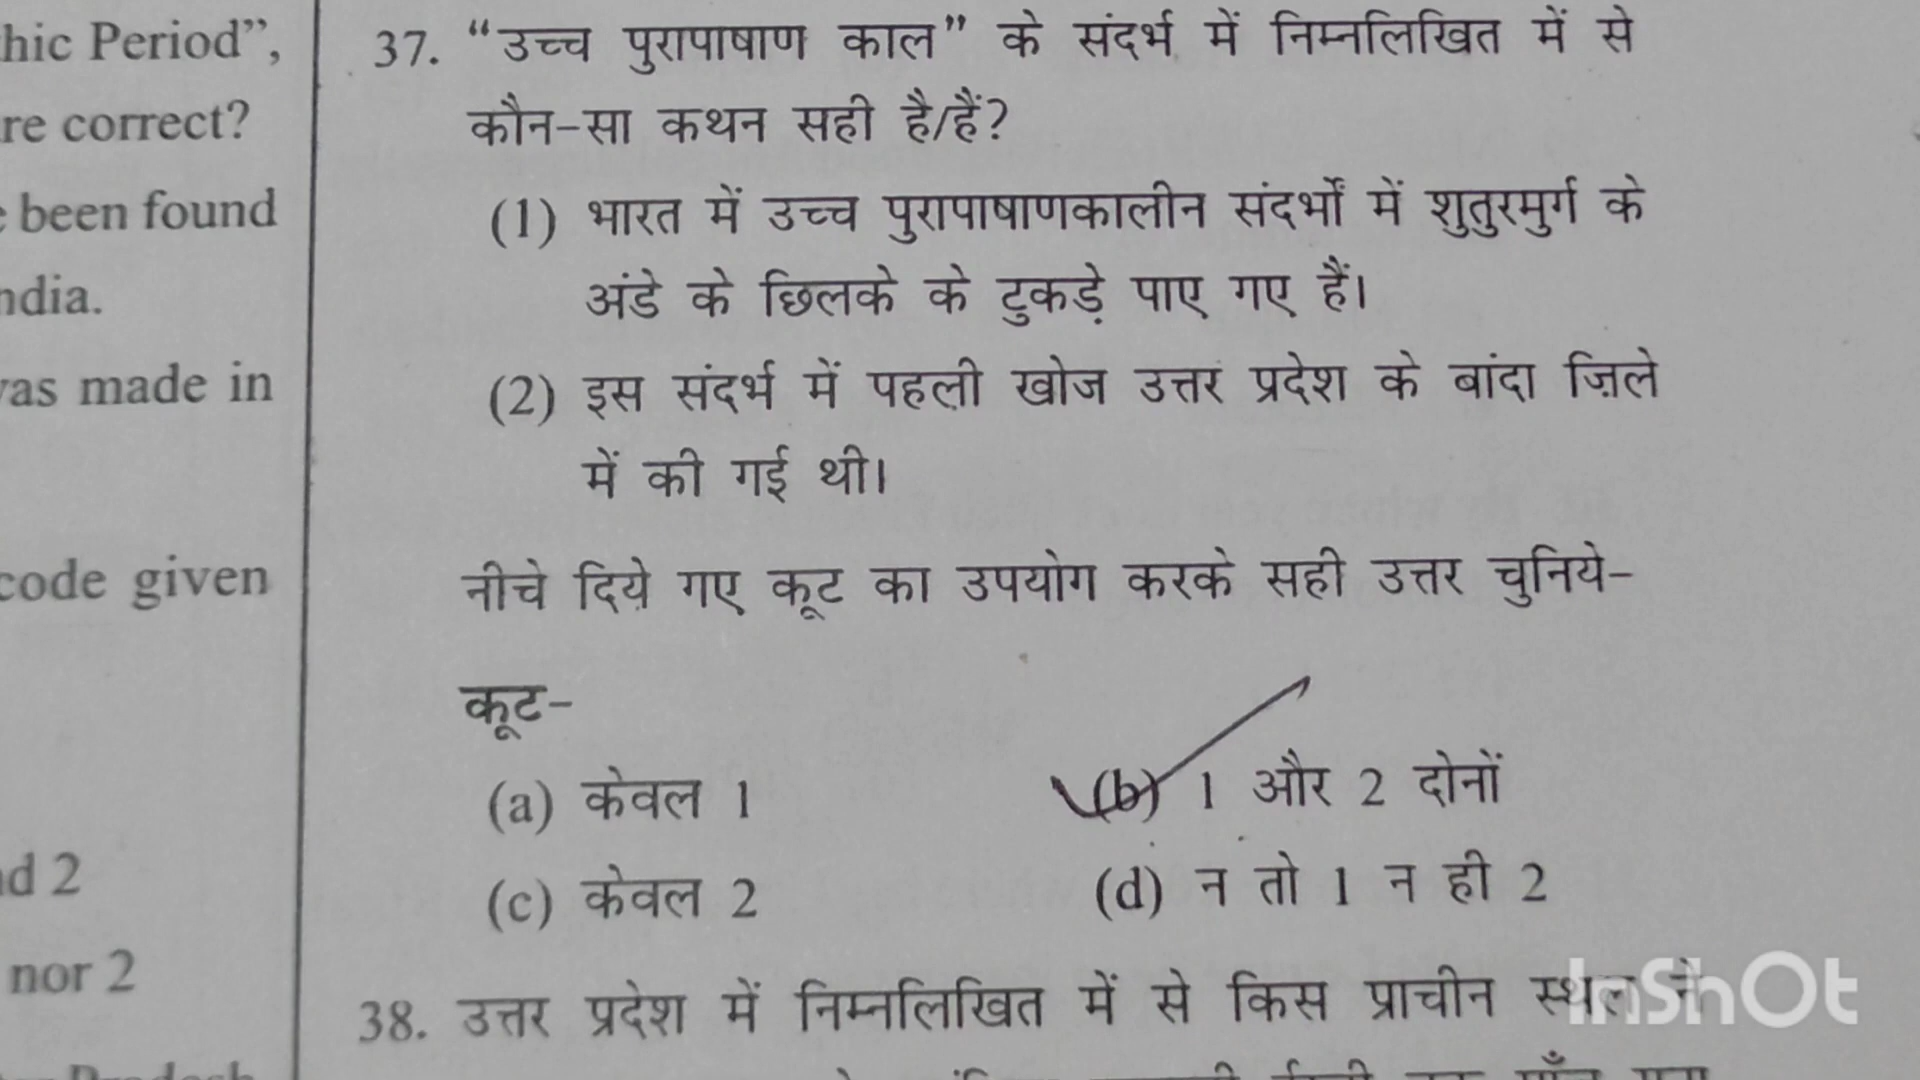 hic Period”,
re correct?
been found
ndia.
as made in
code given
d 2
nor 2
37. “उच्च पुरापाषाण काल” के संदर्भ में निम्नलिखित में से
कौन-सा कथन सही है/हैं?
(1) भारत में उच्च पुरापाषाणकालीन संदर्भों में शुतुरमुर्ग के
अंडे के छिलके के टुकड़े पाए गए हैं।
(2) इस संदर्भ में पहली खोज उत्तर प्रदेश के बांदा ज़िले
में की गई थी।
नीचे दिये गए कूट का उपयोग करके सही उत्तर चुनिये-
कूट-
(a) केवल 1 (b) 1 और 2 दोनों
(c) केवल 2 (d) न तो 1 न ही 2
38. उत्तर प्रदेश में निम्नलिखित में से किस प्राचीन स्थल ने
InShOt